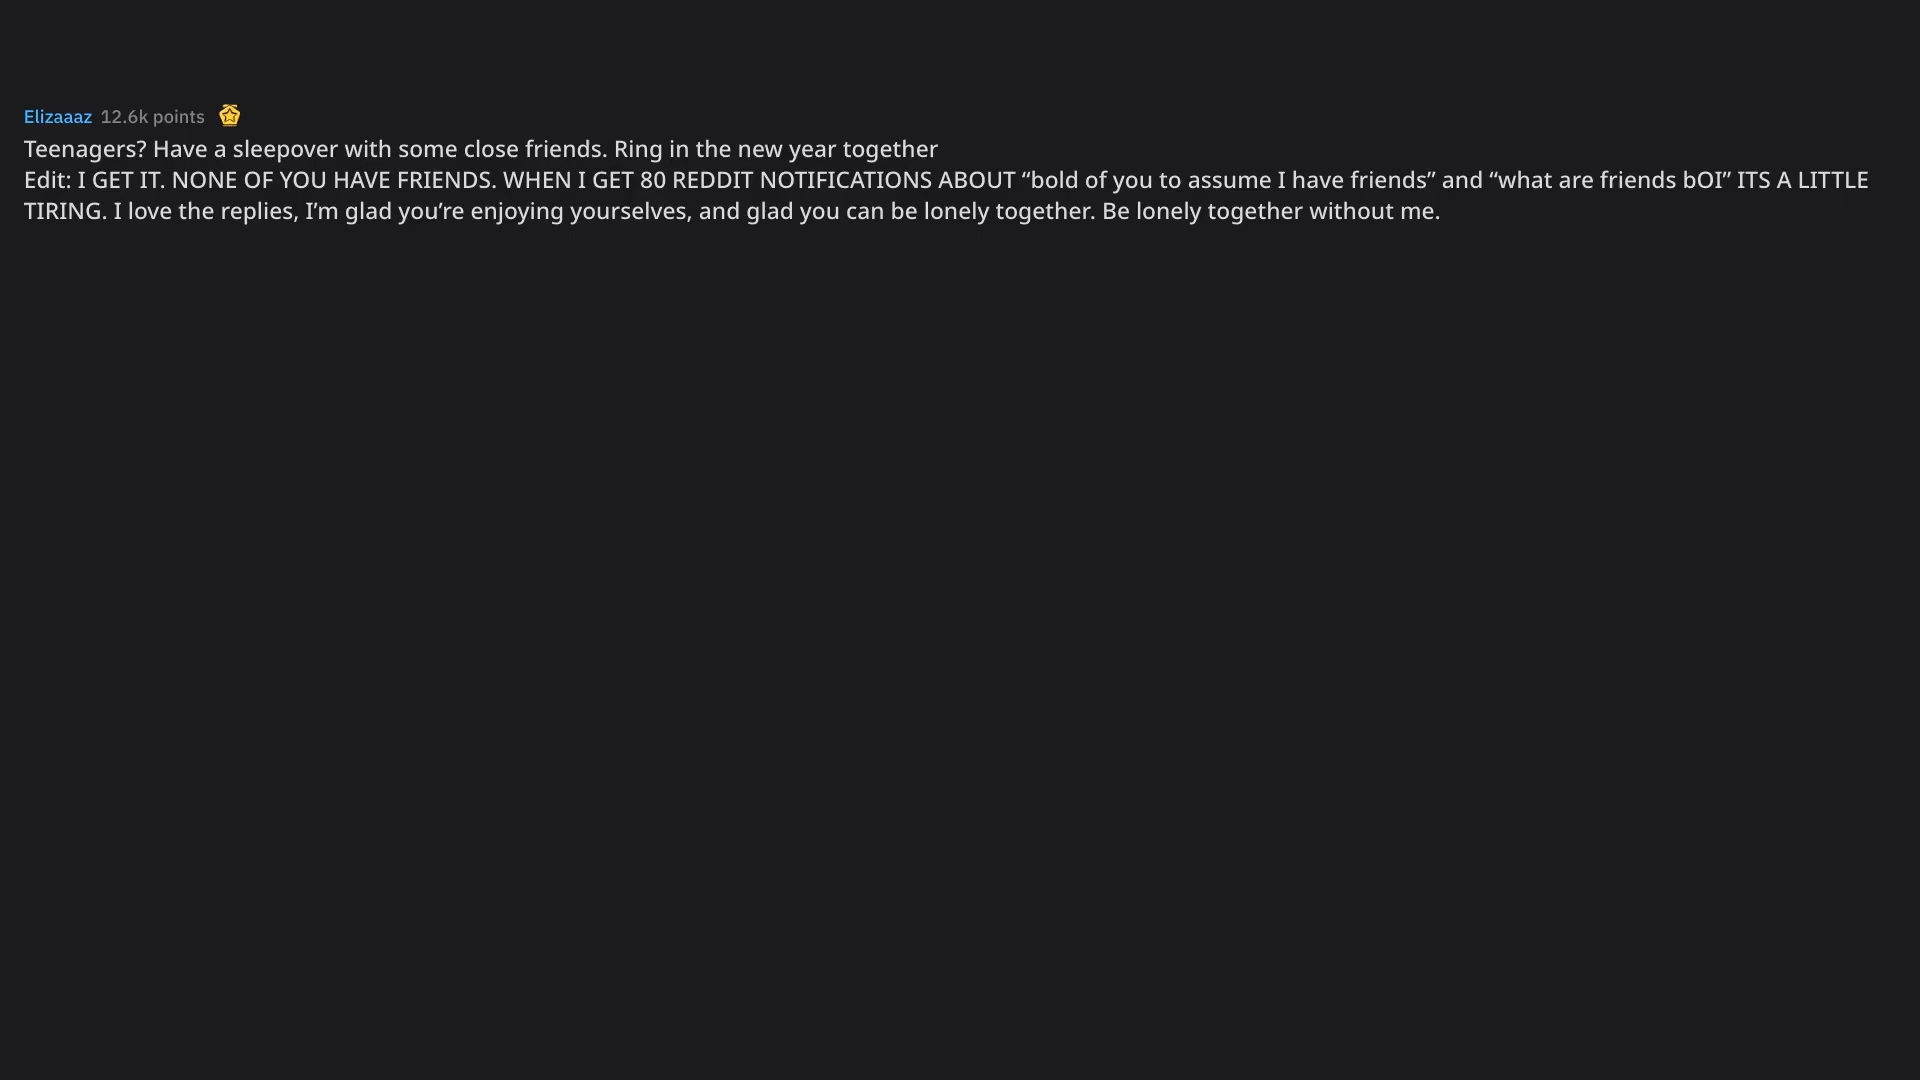 Elizaaaz 12.6k points
Teenagers? Have a sleepover with some close friends. Ring in the new year together
Edit: I GET IT. NONE OF YOU HAVE FRIENDS. WHEN I GET 80 REDDIT NOTIFICATIONS ABOUT “bold of you to assume I have friends” and “what are friends bOI” ITS A LITTLE
TIRING. I love the replies, I’m glad you’re enjoying yourselves, and glad you can be lonely together. Be lonely together without me.